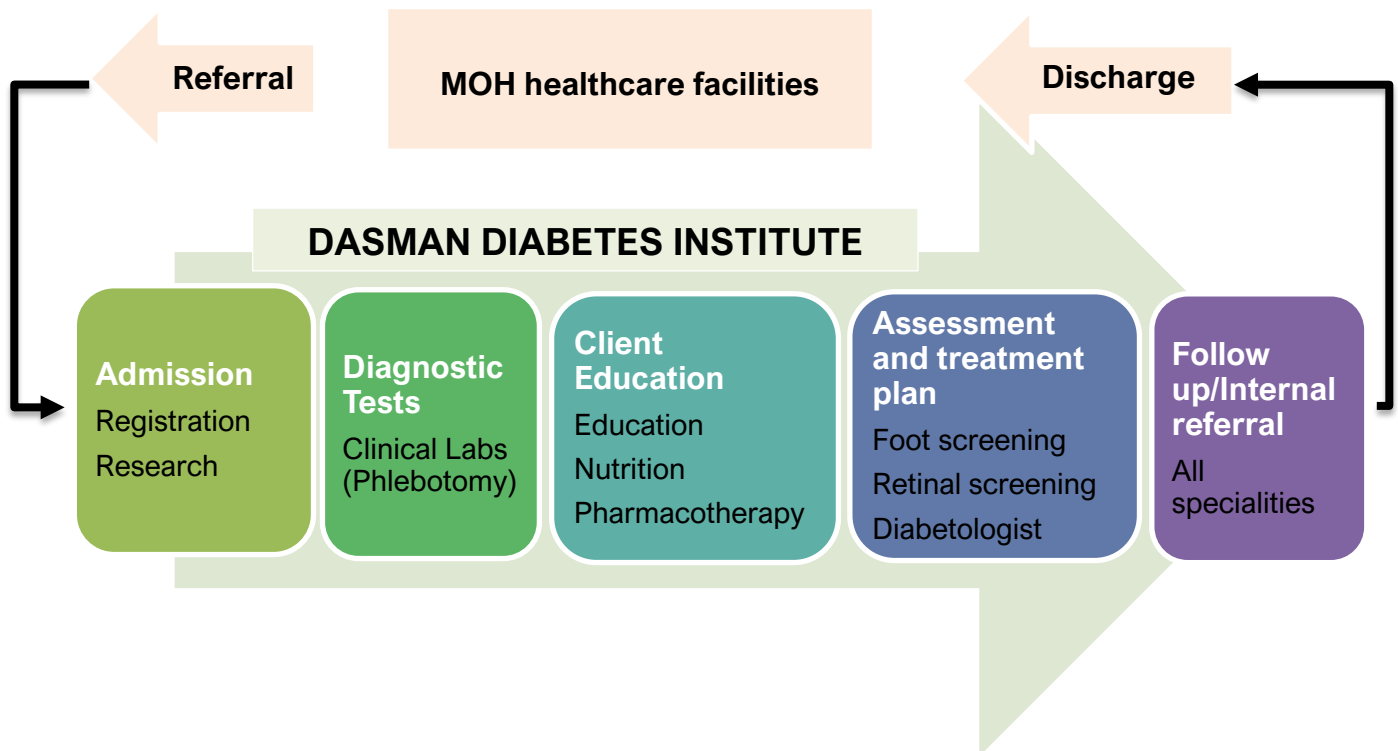 Referral
MOH healthcare facilities
Discharge
DASMAN DIABETES INSTITUTE
Admission
Registration
Research
Diagnostic
Tests
Clinical Labs
(Phlebotomy)
Client
Education
Education
Nutrition
Pharmacotherapy
Assessment
and treatment
plan
Foot screening
Retinal screening
Diabetologist
Follow
up/Internal
referral
All
specialities